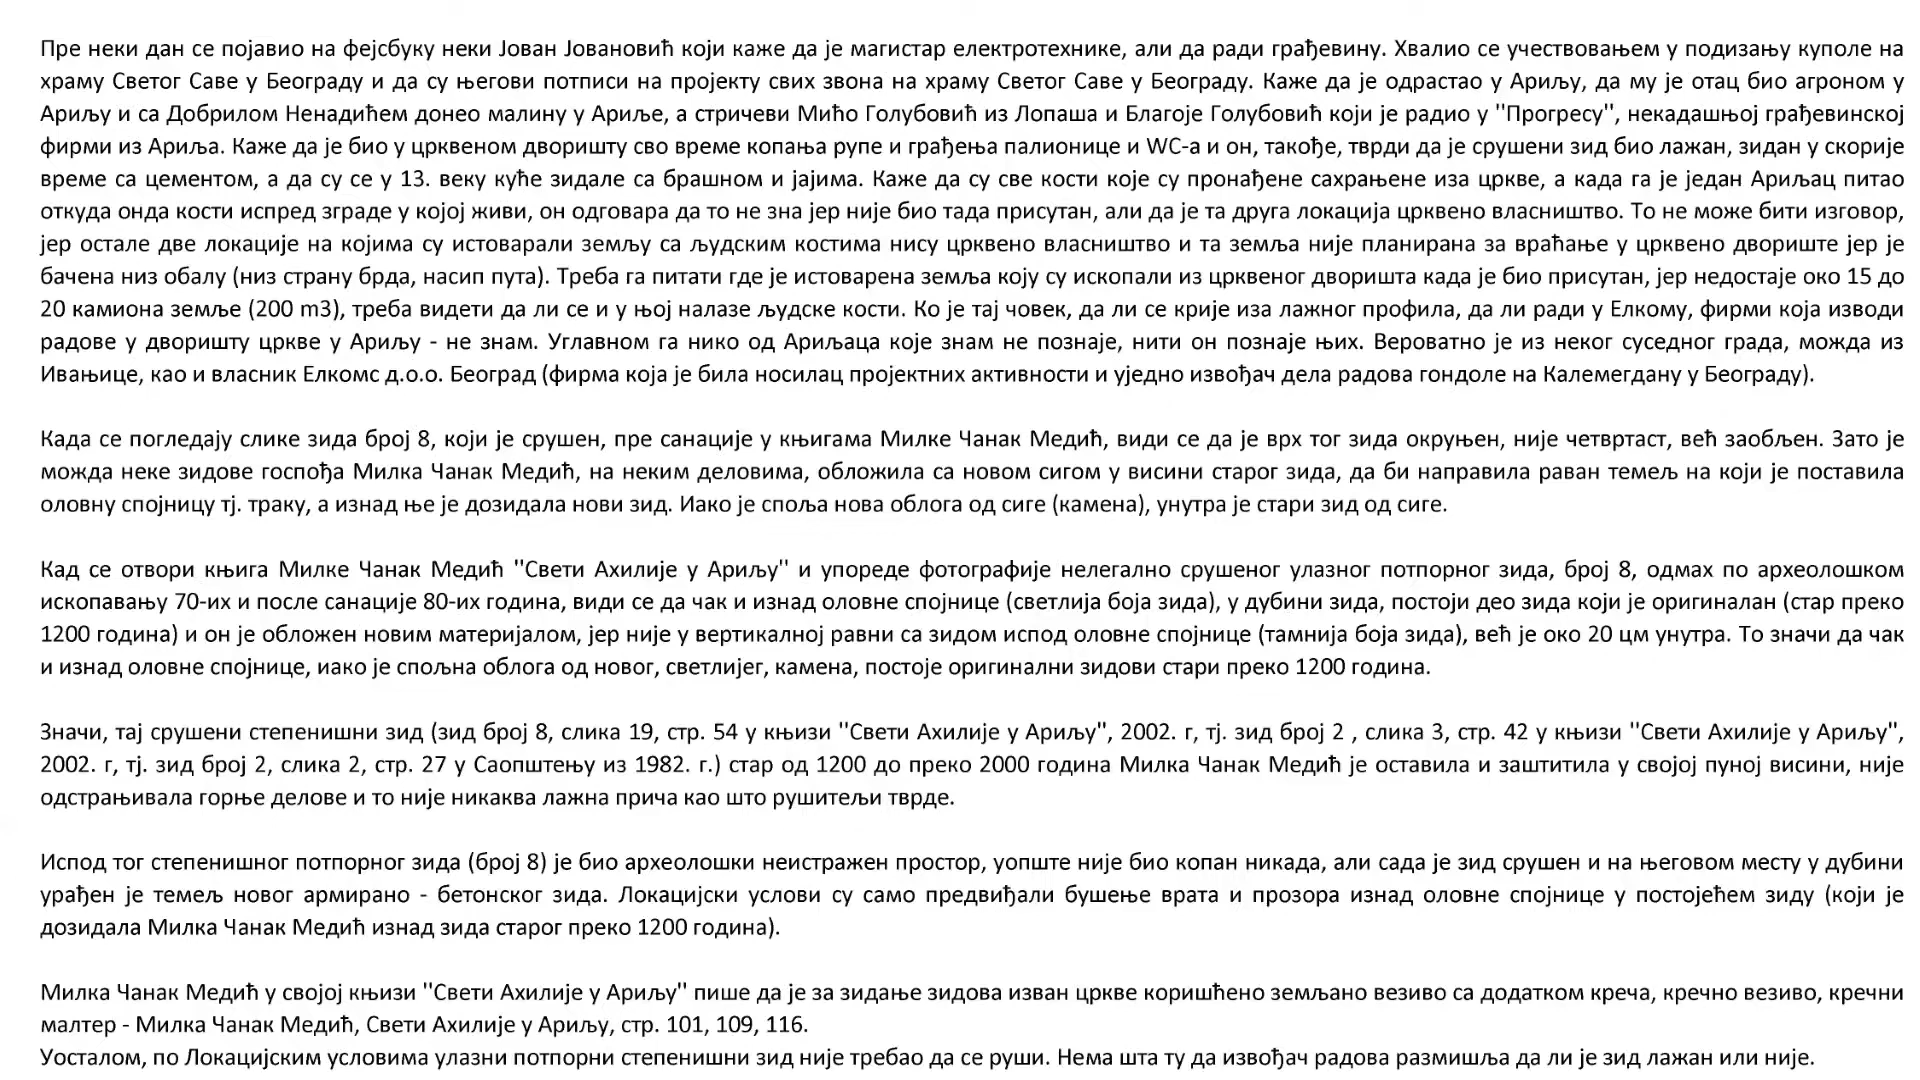 Пре неки дан се појавио на фејсбуку неки Јован Јовановић који каже да је магистар електротехнике, али да ради грађевину. Хвалио се учествовањем у подизању куполе на
храму Светог Саве у Београду и да су његови потписи на пројекту свих звона на храму Светог Саве у Београду. Каже да је одрастао у Ариљу, да му је отац био агроном у
Ариљу и са Добрилом Ненадићем донео малину у Ариље, а стричеви Мићо Голубовић из Лопаша и Благоје Голубовић који је радио у "Прогресу", некадашњој грађевинској
фирми из Ариља. Каже да је био у црквеном дворишту сво време копања рупе и грађења палионице и WC-а и он, такође, тврди да је срушени зид био лажан, зидан у скорије
време са цементом, а да су се у 13. веку куће зидале са брашном и јајима. Каже да су све кости које су пронађене сахрањене иза цркве, а када га је један Ариљац питао
откуда онда кости испред зграде у којој живи, он одговара да то не зна јер није био тада присутан, али да је та друга локација црквено власништво. То не може бити изговор,
јер остале две локације на којима су истоварали земљу са људским костима нису црквено власништво и та земља није планирана за враћање у црквено двориште јер је
бачена низ обалу (низ страну брда, насип пута). Треба га питати где је истоварена земља коју су ископали из црквеног дворишта када је био присутан, јер недостаје око 15 до
20 камиона земље (200 m3), треба видети да ли се и у њој налазе људске кости. Ко је тај човек, да ли се крије иза лажног профила, да ли ради у Елкому, фирми која изводи
радове у дворишту цркве у Ариљу - не знам. Углавном га нико од Ариљаца које знам не познаје, нити он познаје њих. Вероватно је из неког суседног града, можда из
Ивањице, као и власник Елкомс д.о.о. Београд (фирма која је била носилац пројектних активности и уједно извођач дела радова гондоле на Калемегдану у Београду).
Када се погледају слике зида број 8, који је срушен, пре санације у књигама Милке Чанак Медић, види се да је врх тог зида окруњен, није четвртаст, већ заобљен. Зато је
можда неке зидове госпођа Милка Чанак Медић, на неким деловима, обложила са новом сигом у висини старог зида, да би направила раван темељ на који је поставила
оловну спојницу тј. траку, а изнад ње је дозидала нови зид. Иако је споља нова облога од сиге (камена), унутра је стари зид од сиге.
Кад се отвори књига Милке Чанак Медић "Свети Ахилије у Ариљу" и упореде фотографије нелегално срушеног улазног потпорног зида, број 8, одмах по археолошком
ископавању 70-их и после санације 80-их година, види се да чак и изнад оловне спојнице (светлија боја зида), у дубини зида, постоји део зида који је оригиналан (стар преко
1200 година) и он је обложен новим материјалом, јер није у вертикалној равни са зидом испод оловне спојнице (тамнија боја зида), већ је око 20 цм унутра. То значи да чак
и изнад оловне спојнице, иако је спољна облога од новог, светлијег, камена, постоје оригинални зидови стари преко 1200 година.
Значи, тај срушени степенишни зид (зид број 8, слика 19, стр. 54 у књизи "Свети Ахилије у Ариљу", 2002. г, тј. зид број 2 , слика 3, стр. 42 у књизи "Свети Ахилије у Ариљу",
2002. г, тј. зид број 2, слика 2, стр. 27 у Саопштењу из 1982. г.) стар од 1200 до преко 2000 година Милка Чанак Медић је оставила и заштитила у својој пуној висини, није
одстрањивала горње делове и то није никаква лажна прича као што рушитељи тврде.
Испод тог степенишног потпорног зида (број 8) је био археолошки неистражен простор, уопште није био копан никада, али сада је зид срушен и на његовом месту у дубини
урађен је темељ новог армирано - бетонског зида. Локацијски услови су само предвиђали бушење врата и прозора изнад оловне спојнице у постојећем зиду (који је
дозидала Милка Чанак Медић изнад зида старог преко 1200 година).
Милка Чанак Медић у својој књизи "Свети Ахилије у Ариљу" пише да је за зидање зидова изван цркве коришћено земљано везиво са додатком креча, кречно везиво, кречни
малтер - Милка Чанак Медић, Свети Ахилије у Ариљу, стр. 101, 109, 116.
Уосталом, по Локацијским условима улазни потпорни степенишни зид није требао да се руши. Нема шта ту да извођач радова размишља да ли је зид лажан или није.